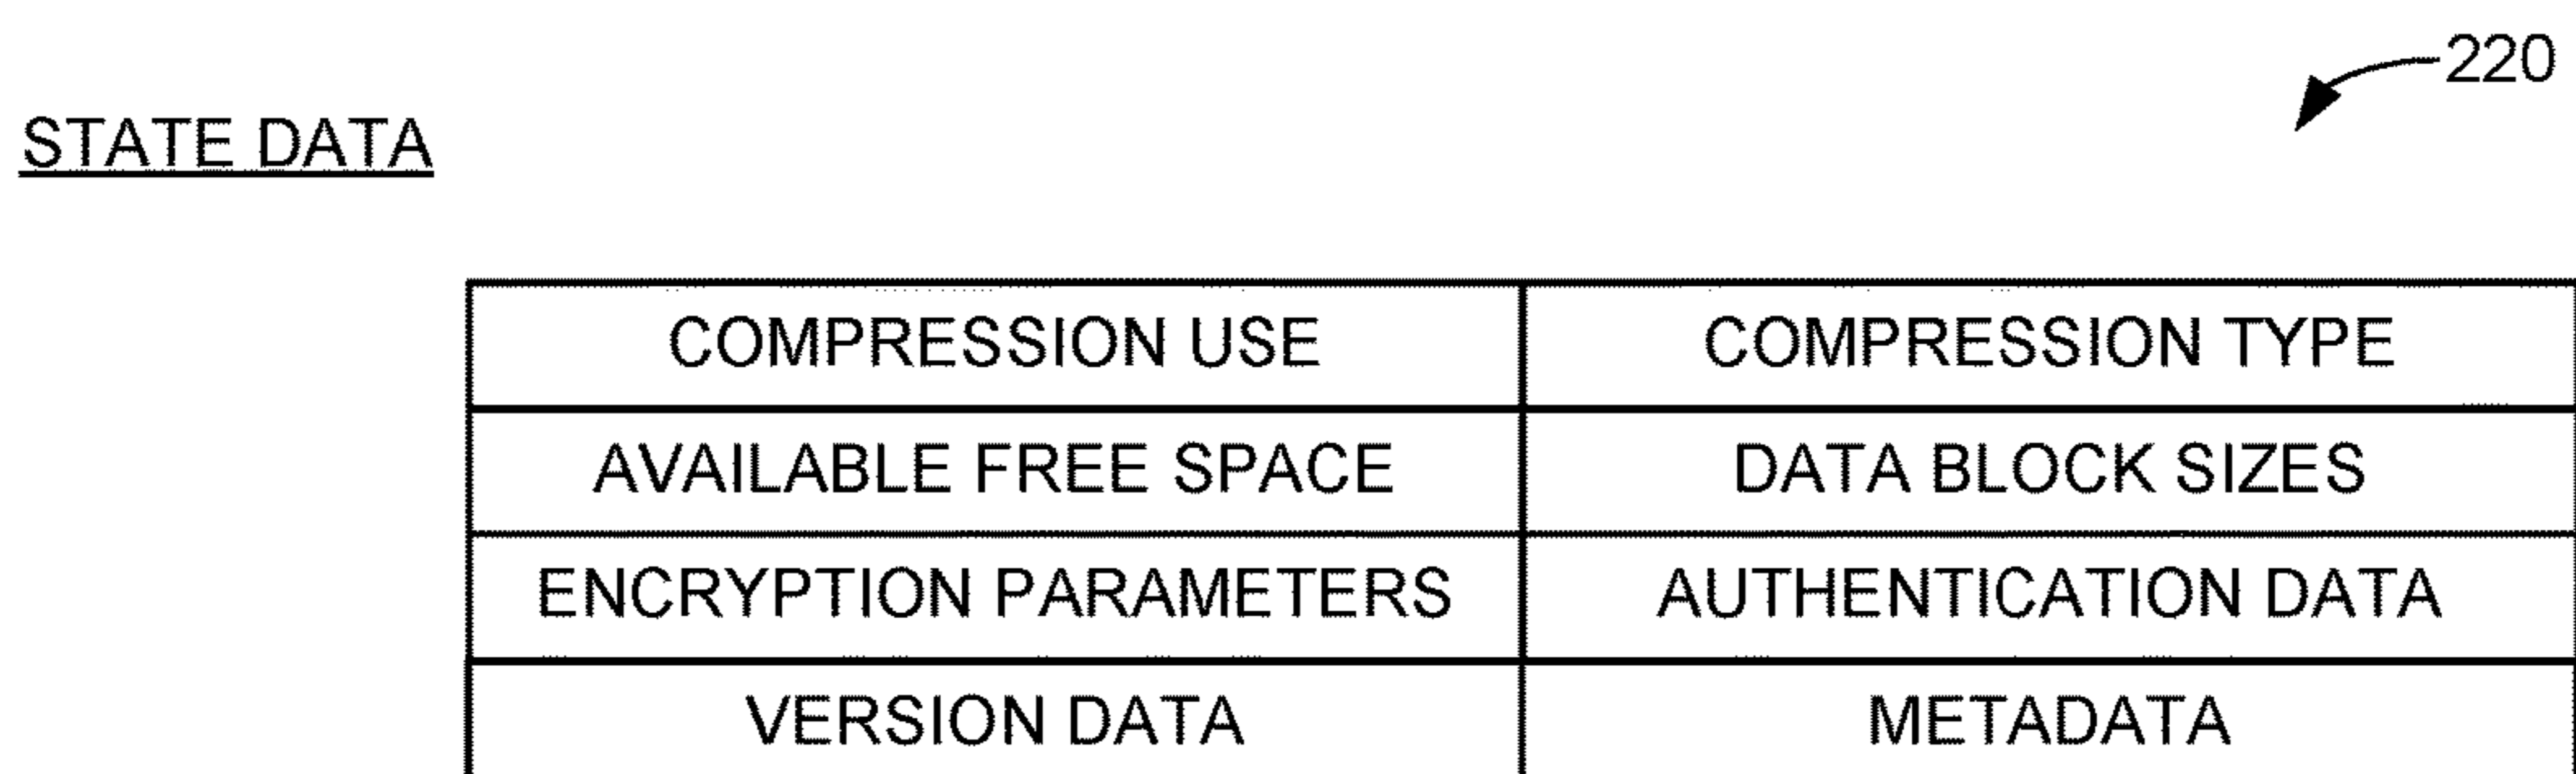 220
STATE DATA
COMPRESSION USE COMPRESSION TYPE
AVAILABLE FREE SPACE DATA BLOCK SIZES
ENCRYPTION PARAMETERS AUTHENTICATION DATA
VERSION DATA METADATA